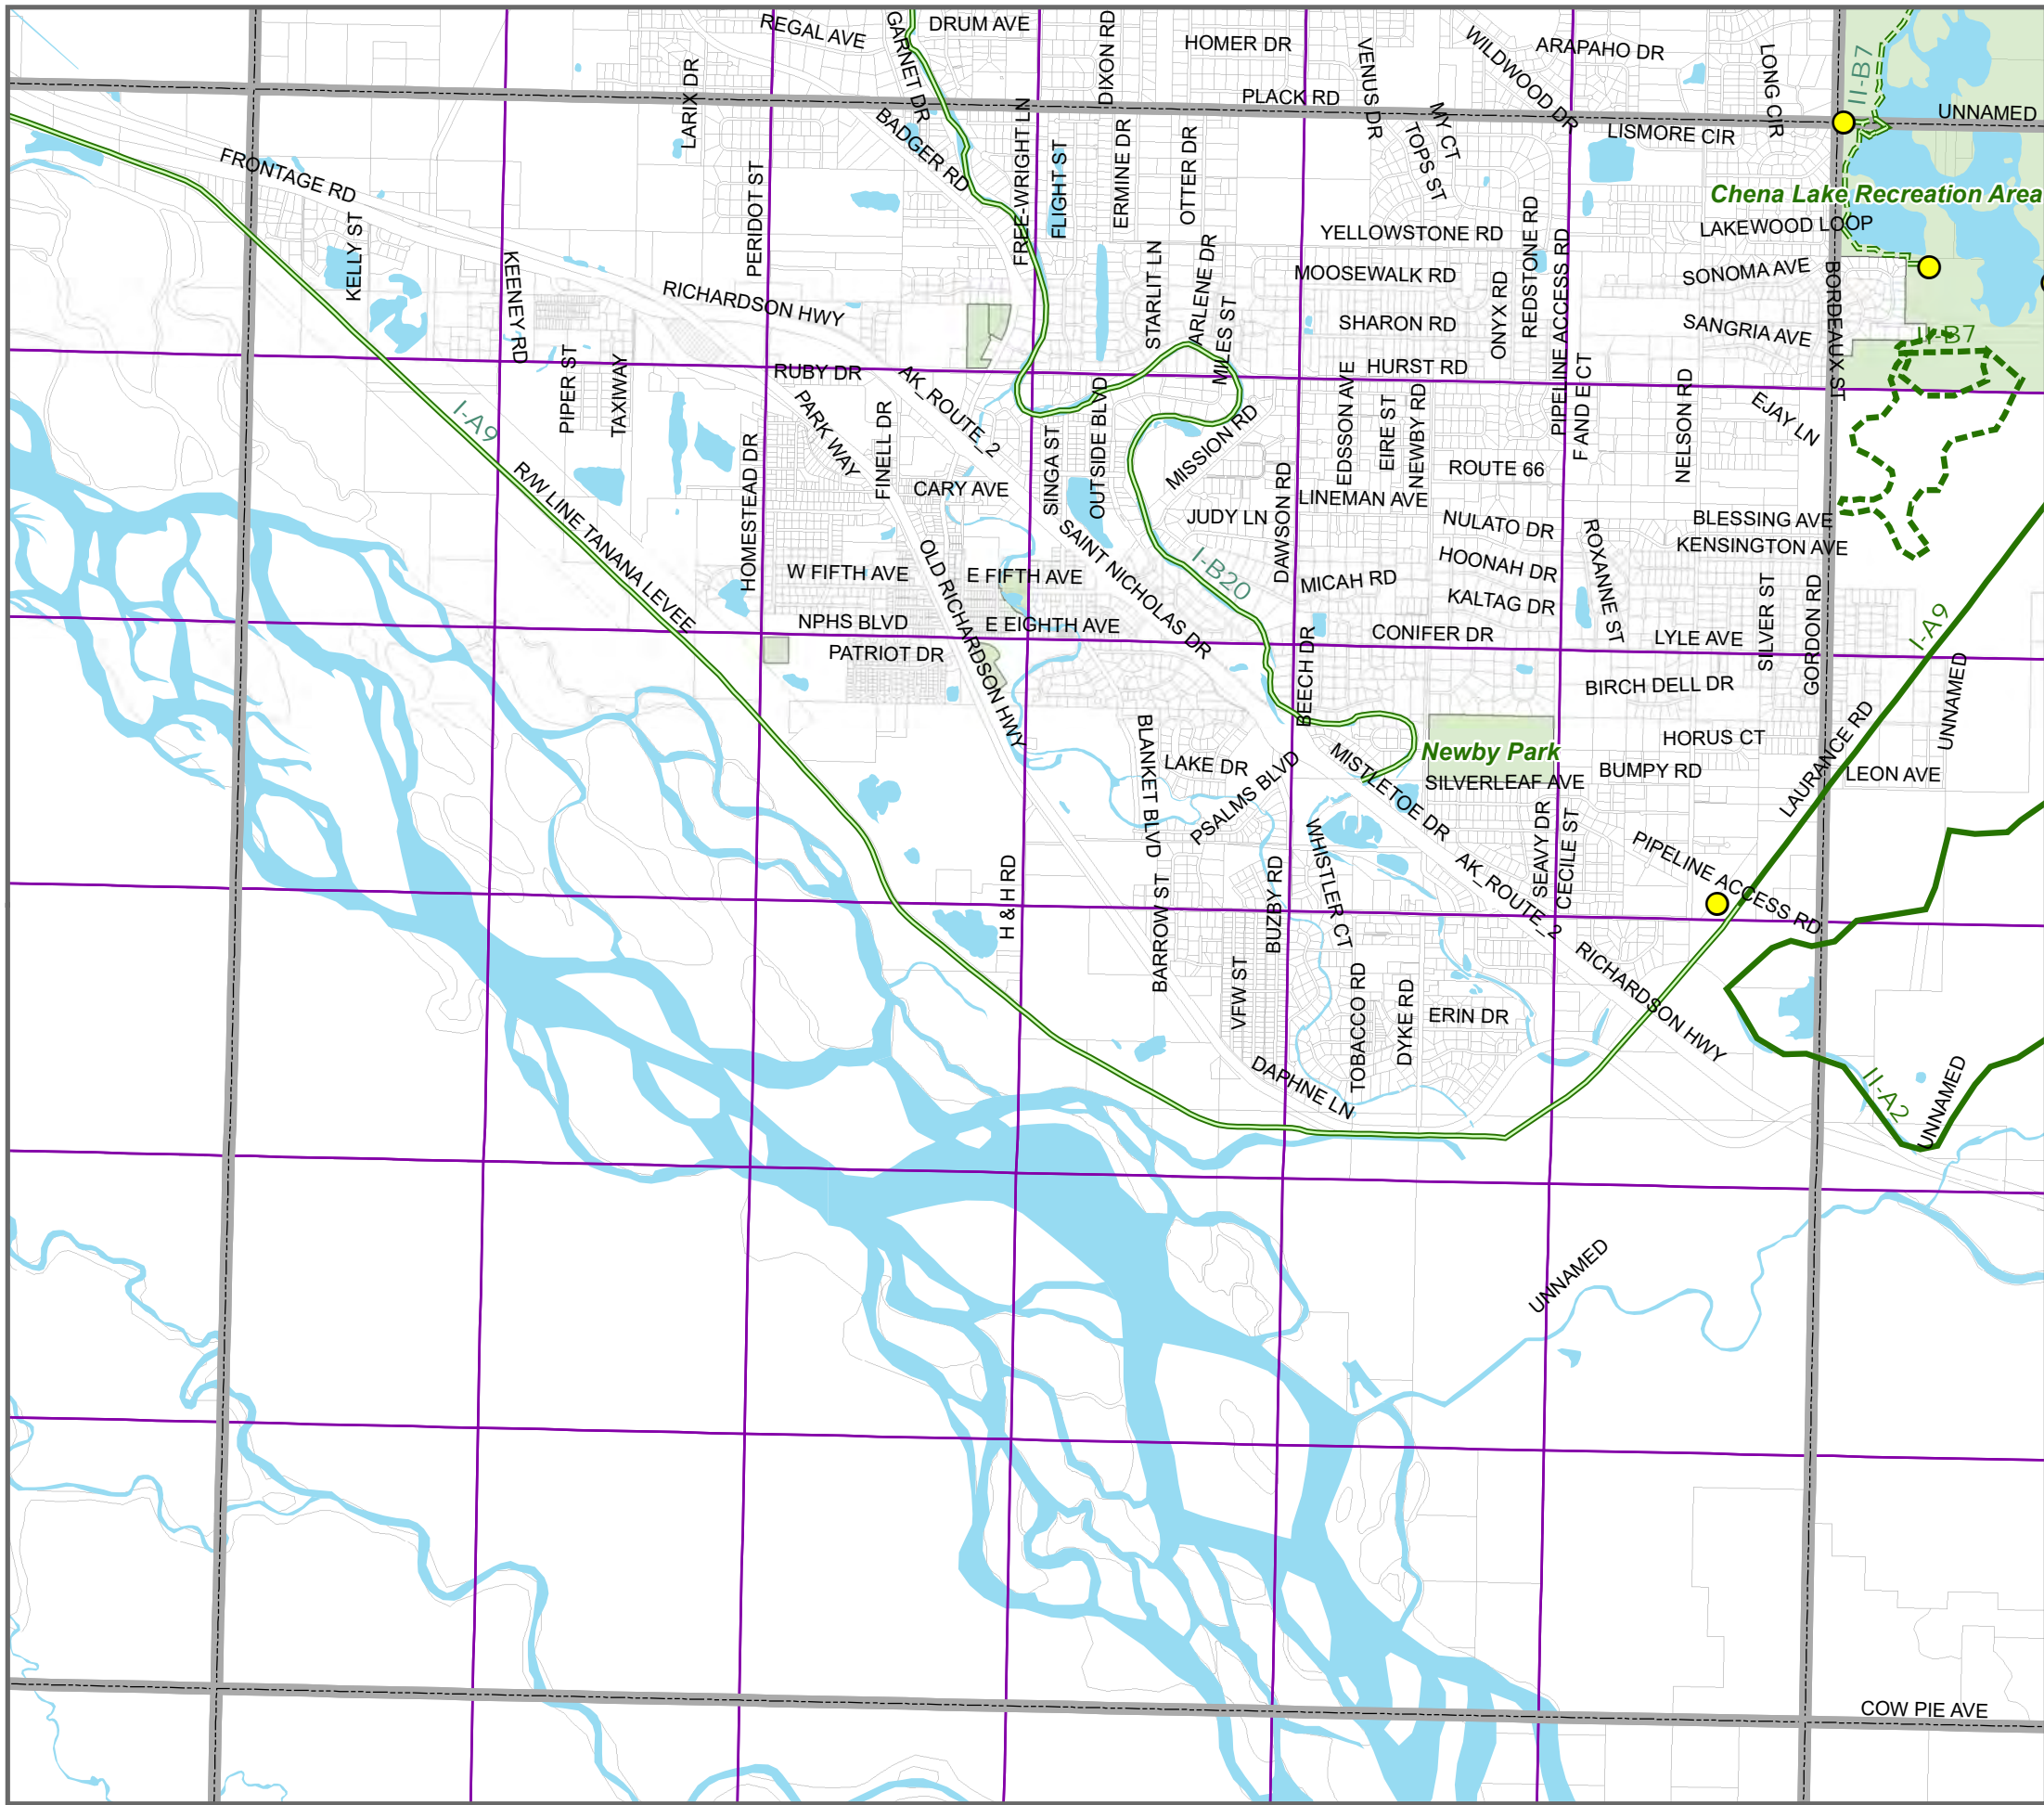 REGAL AVE
GARNET DR
DRUM AVE
DIXON RD
HOMER DR
VENUS DR
WILDWOOD DR
ARAPAHO DR
LONG CIR
II-B7
UNNAMED
LARIX DR
BADGER RD
FREE-WRIGHT LN
PLACK RD
MY CT
TOPS ST
LISMORE CIR
FRONTAGE RD
KELLY ST
PERIDOT ST
FLIGHT ST
ERMINE DR
OTTER DR
Chena Lake Recreation Area
YELLOWSTONE RD
REDSTONE RD
PIPELINE ACCESS RD
LAKEWOOD LOOP
KEENEY RD
STARLIT LN
ARLENE DR
MOOSEWALK RD
ONYX RD
SONOMA AVE
BORDEAUX ST
RICHARDSON HWY
MILES ST
SHARON RD
SANGRIA AVE
II-B7
PIPER ST
TAXIWAY
RUBY DR
AK_ROUTE_2
HURST RD
F AND E CT
NELSON RD
EJAY LN
I-A9
PARK WAY
FINELL DR
SINGA ST
OUTSIDE BLVD
MISSION RD
EDSSON AVE
EIRE ST
NEWBY RD
ROUTE 66
R/W LINE TANANA LEVEE
HOMESTEAD DR
CARY AVE
DAWSON RD
LINEMAN AVE
JUDY LN
NULATO DR
BLESSING AVE
KENSINGTON AVE
OLD RICHARDSON HWY
SAINT NICHOLAS DR
I-B20
HOONAH DR
ROXANNE ST
W FIFTH AVE
E FIFTH AVE
MICAH RD
KALTAG DR
SILVER ST
GORDON RD
I-A9
NPHS BLVD
E EIGHTH AVE
CONIFER DR
LYLE AVE
PATRIOT DR
BEECH DR
BIRCH DELL DR
UNNAMED
BLANKET BLVD
LAKE DR
PSALMS BLVD
MISTLETOE DR
Newby Park
HORUS CT
LAURANCE RD
SILVERLEAF AVE
BUMPY RD
LEON AVE
H & H RD
BARROW ST
BUZBY RD
WHISTLER CT
AK_ROUTE_2
SEAVY DR
CECILE ST
PIPELINE ACCESS RD
VFW ST
TOBACCO RD
DYKE RD
ERIN DR
RICHARDSON HWY
DAPHNE LN
II-A2
UNNAMED
UNNAMED
COW PIE AVE